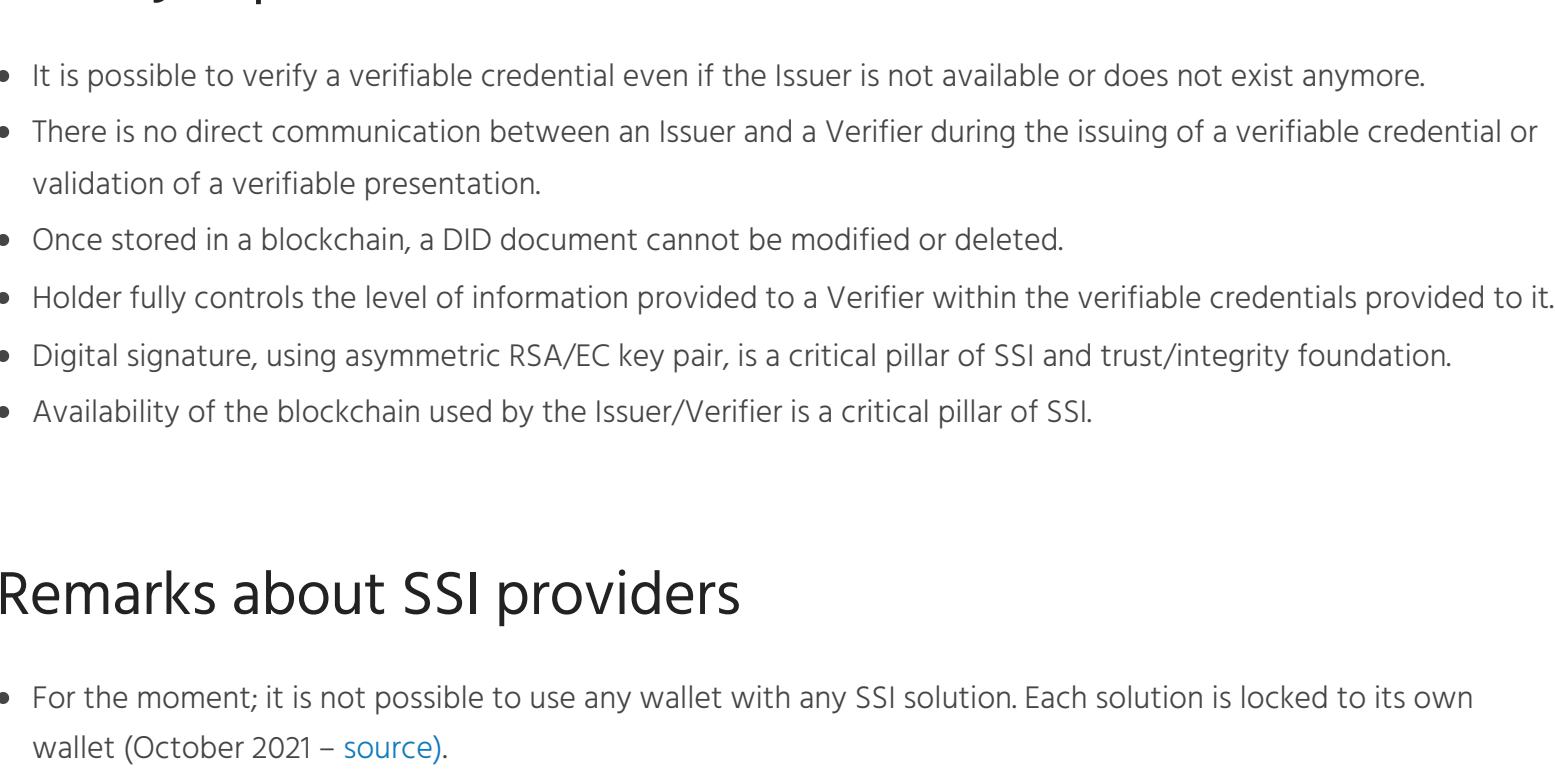 • It is possible to verify a verifiable credential even if the Issuer is not available or does not exist anymore.
• There is no direct communication between an Issuer and a Verifier during the issuing of a verifiable credential or
validation of a verifiable presentation.
• Once stored in a blockchain, a DID document cannot be modified or deleted.
• Holder fully controls the level of information provided to a Verifier within the verifiable credentials provided to it.
• Digital signature, using asymmetric RSA/EC key pair, is a critical pillar of SSI and trust/integrity foundation.
• Availability of the blockchain used by the Issuer/Verifier is a critical pillar of SSI.
Remarks about SSI providers
• For the moment; it is not possible to use any wallet with any SSI solution. Each solution is locked to its own
wallet (October 2021 – source).